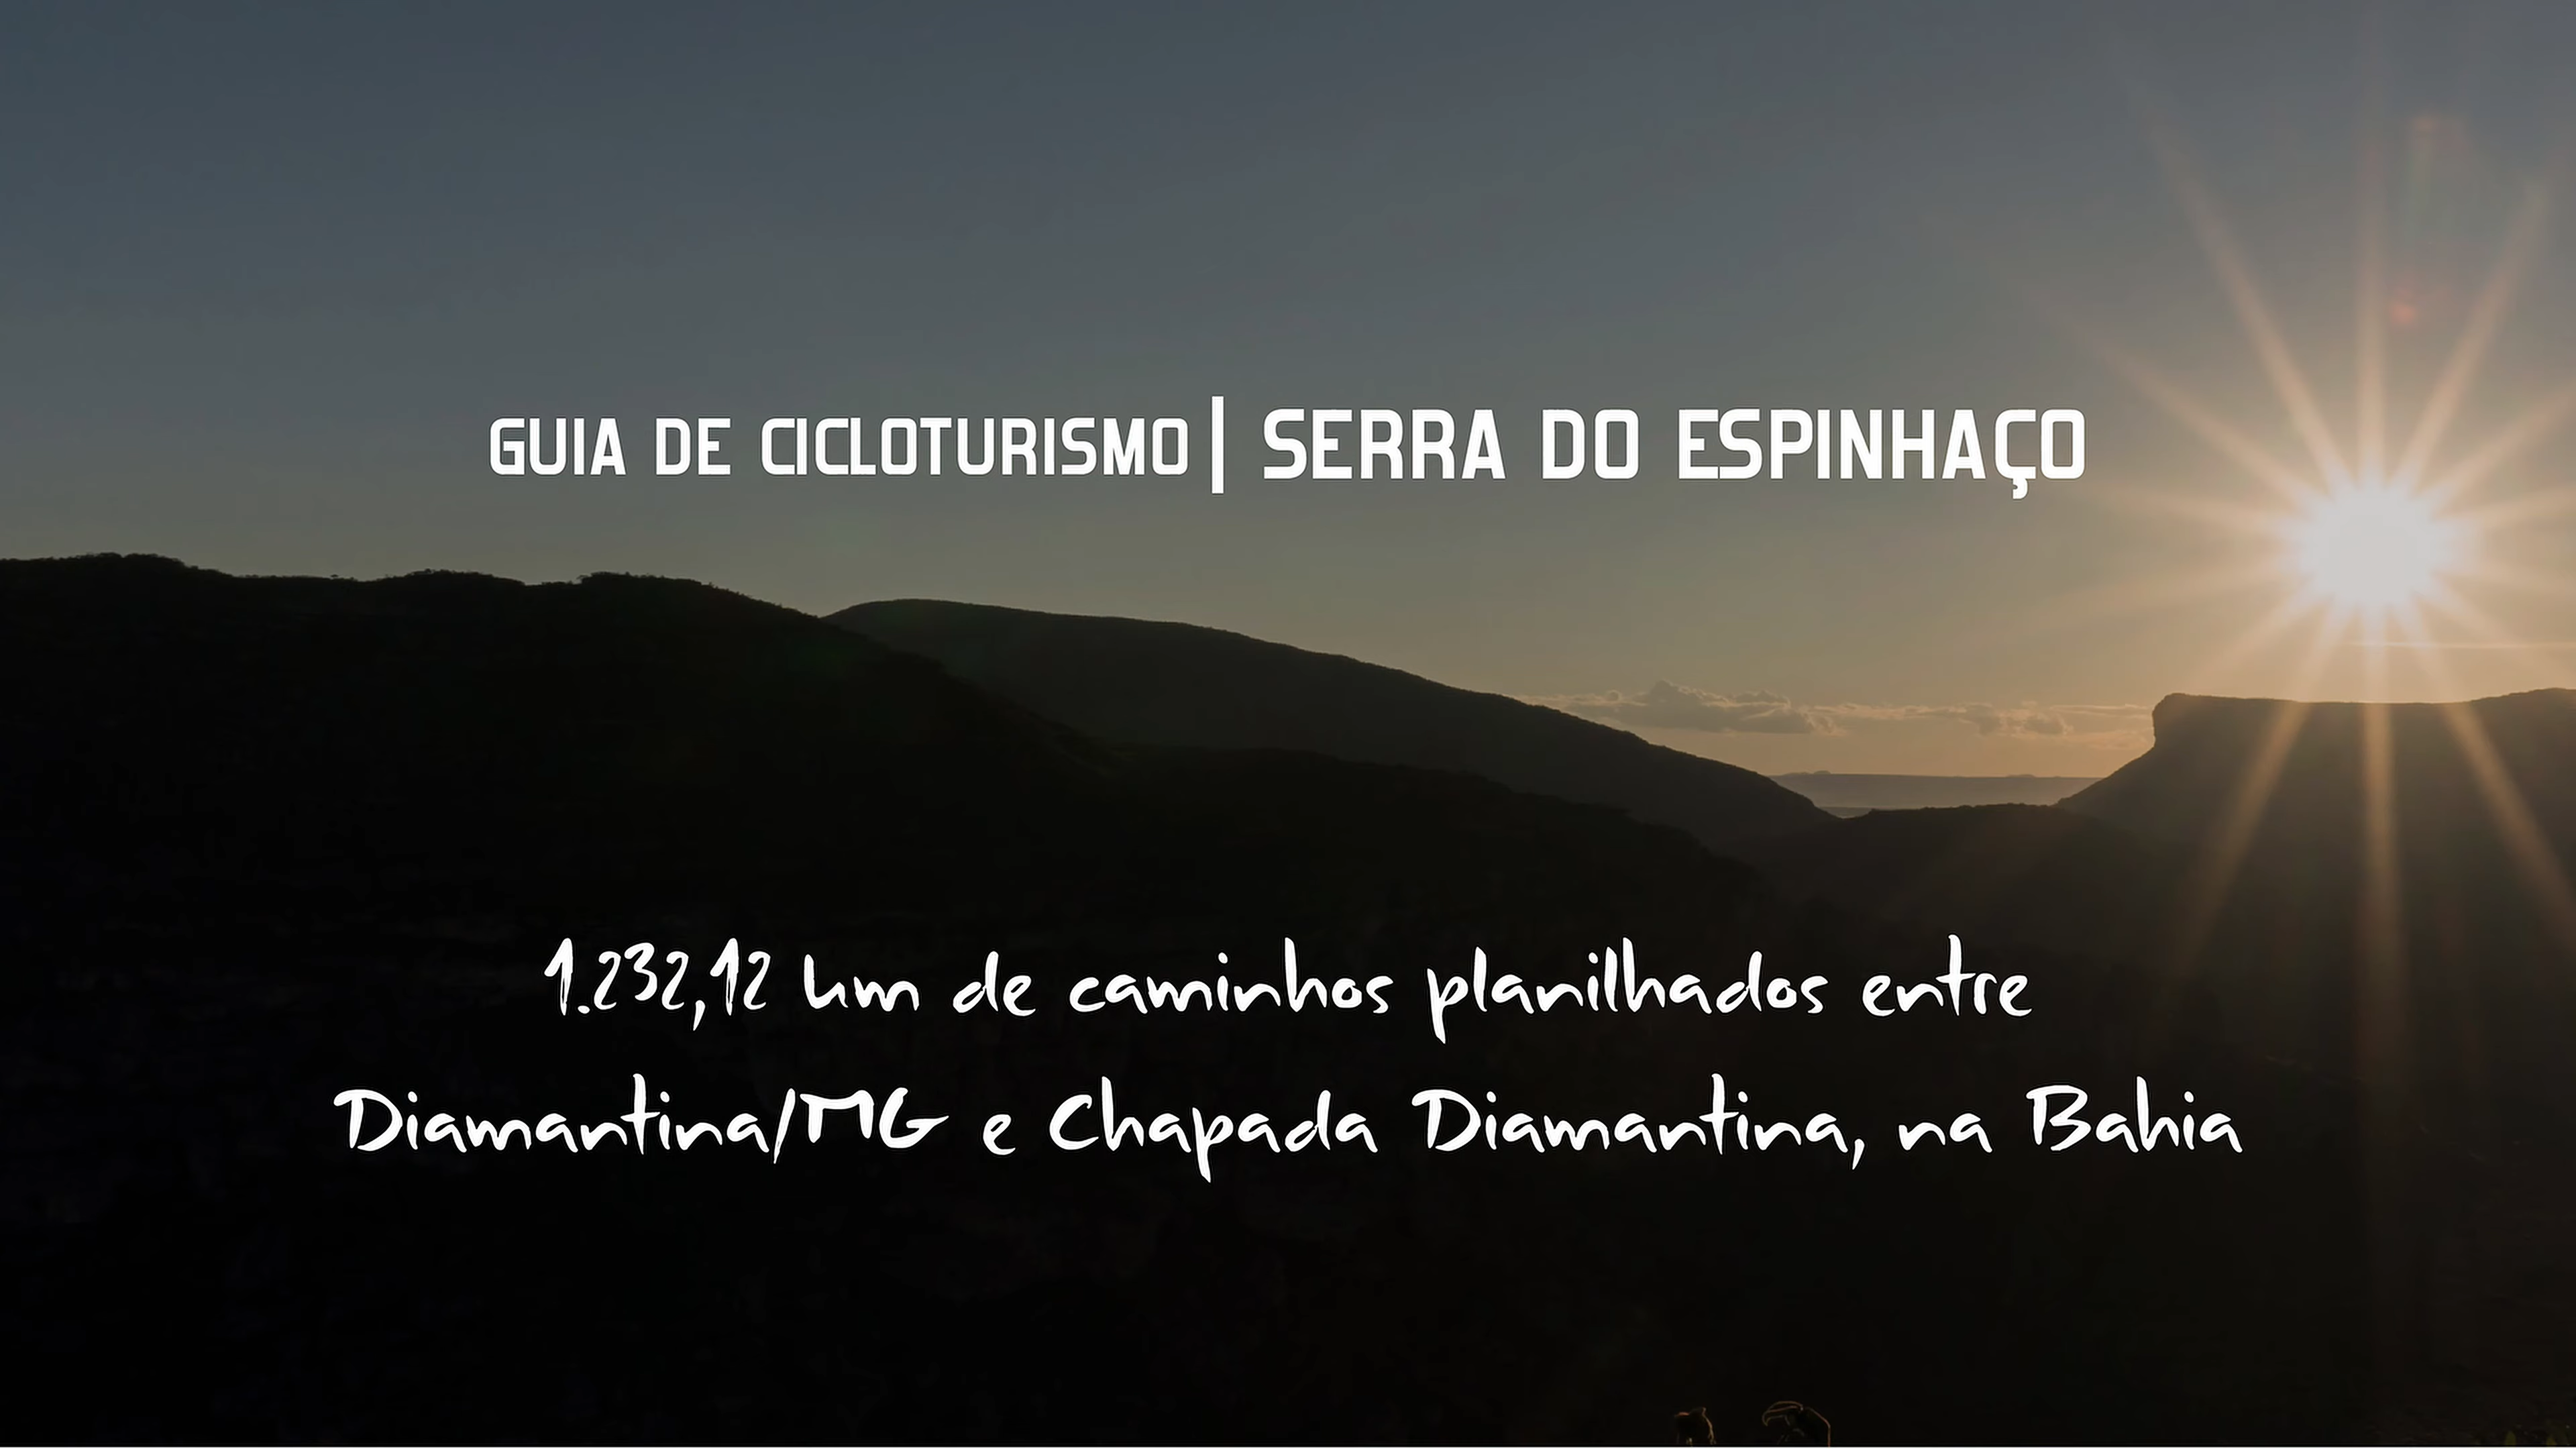 GUIA DE CICLOTURISMO | SERRA DO ESPINHAÇO
1.232,12 km de caminhos planilhados entre
Diamantina/MG e Chapada Diamantina, na Bahia